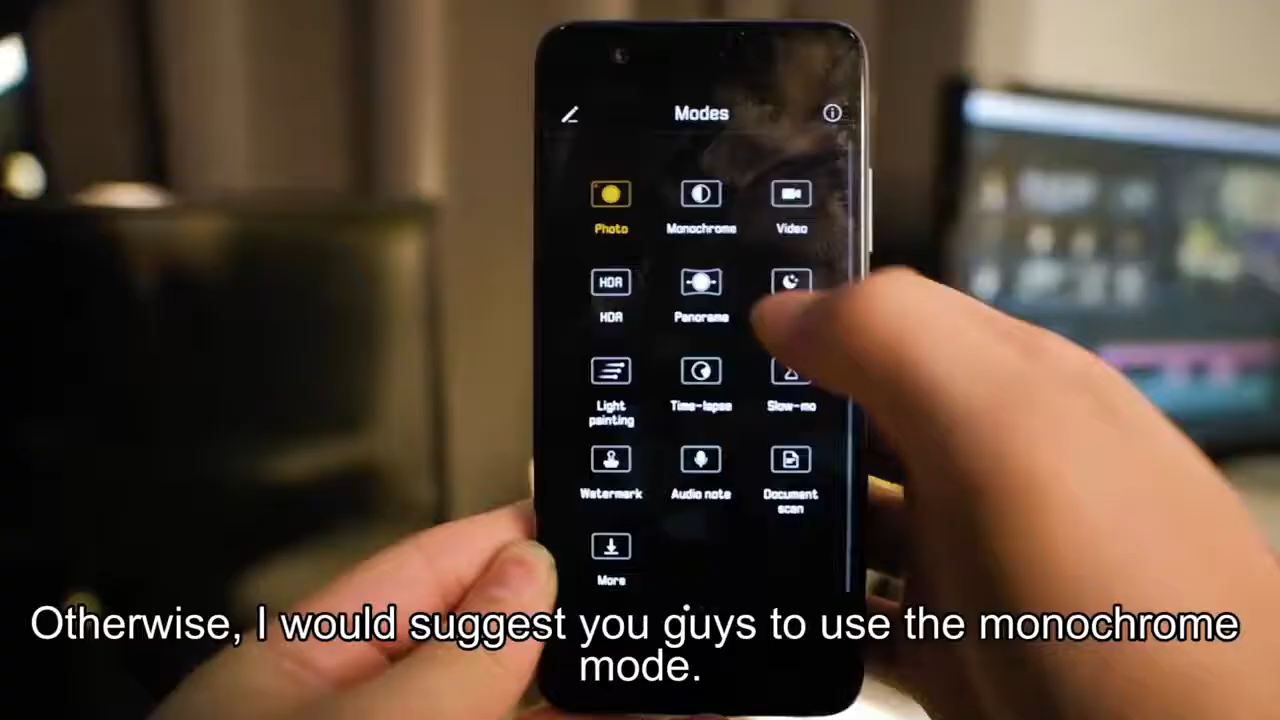 Modes
Photo
Monochrome
Video
HDR
HDR
Panorama
Light
painting
Time-lapse
Slow-mo
Watermark
Audio note
Document
scan
More
Otherwise, I would suggest you guys to use the monochrome
mode.